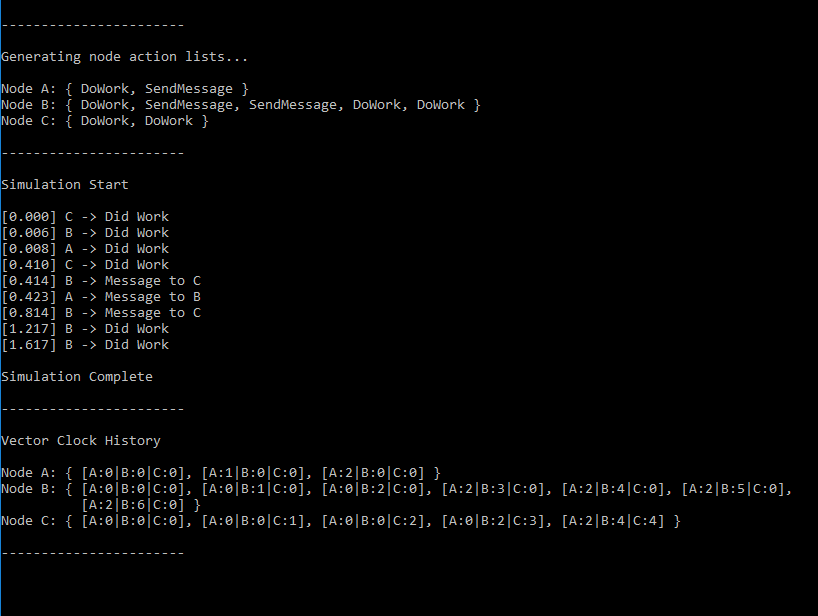 -----------------------
Generating node action lists...
Node A: { DoWork, SendMessage }
Node B: { DoWork, SendMessage, SendMessage, DoWork, DoWork }
Node C: { DoWork, DoWork }
-----------------------
Simulation Start
[0.000] C -> Did Work
[0.006] B -> Did Work
[0.008] A -> Did Work
[0.410] C -> Did Work
[0.414] B -> Message to C
[0.423] A -> Message to B
[0.814] B -> Message to C
[1.217] B -> Did Work
[1.617] B -> Did Work
Simulation Complete
-----------------------
Vector Clock History
Node A: { [A:0|B:0|C:0], [A:1|B:0|C:0], [A:2|B:0|C:0] }
Node B: { [A:0|B:0|C:0], [A:0|B:1|C:0], [A:0|B:2|C:0], [A:2|B:3|C:0], [A:2|B:4|C:0], [A:2|B:5|C:0],
[A:2|B:6|C:0] }
Node C: { [A:0|B:0|C:0], [A:0|B:0|C:1], [A:0|B:0|C:2], [A:0|B:2|C:3], [A:2|B:4|C:4] }
-----------------------